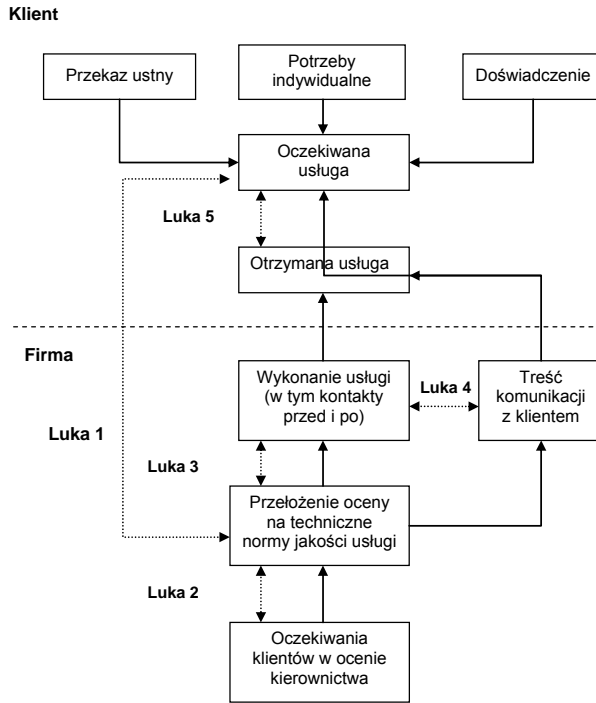 Klient
Przekaz ustny
Potrzeby
indywidualne
Doświadczenie
Oczekiwana
usługa
Luka 5
Otrzymana usługa
Firma
Wykonanie usługi
(w tym kontakty
przed i po)
Luka 4
Treść
komunikacji
z klientem
Luka 1
Luka 3
Przełożenie oceny
na techniczne
normy jakości usługi
Luka 2
Oczekiwania
klientów w ocenie
kierownictwa